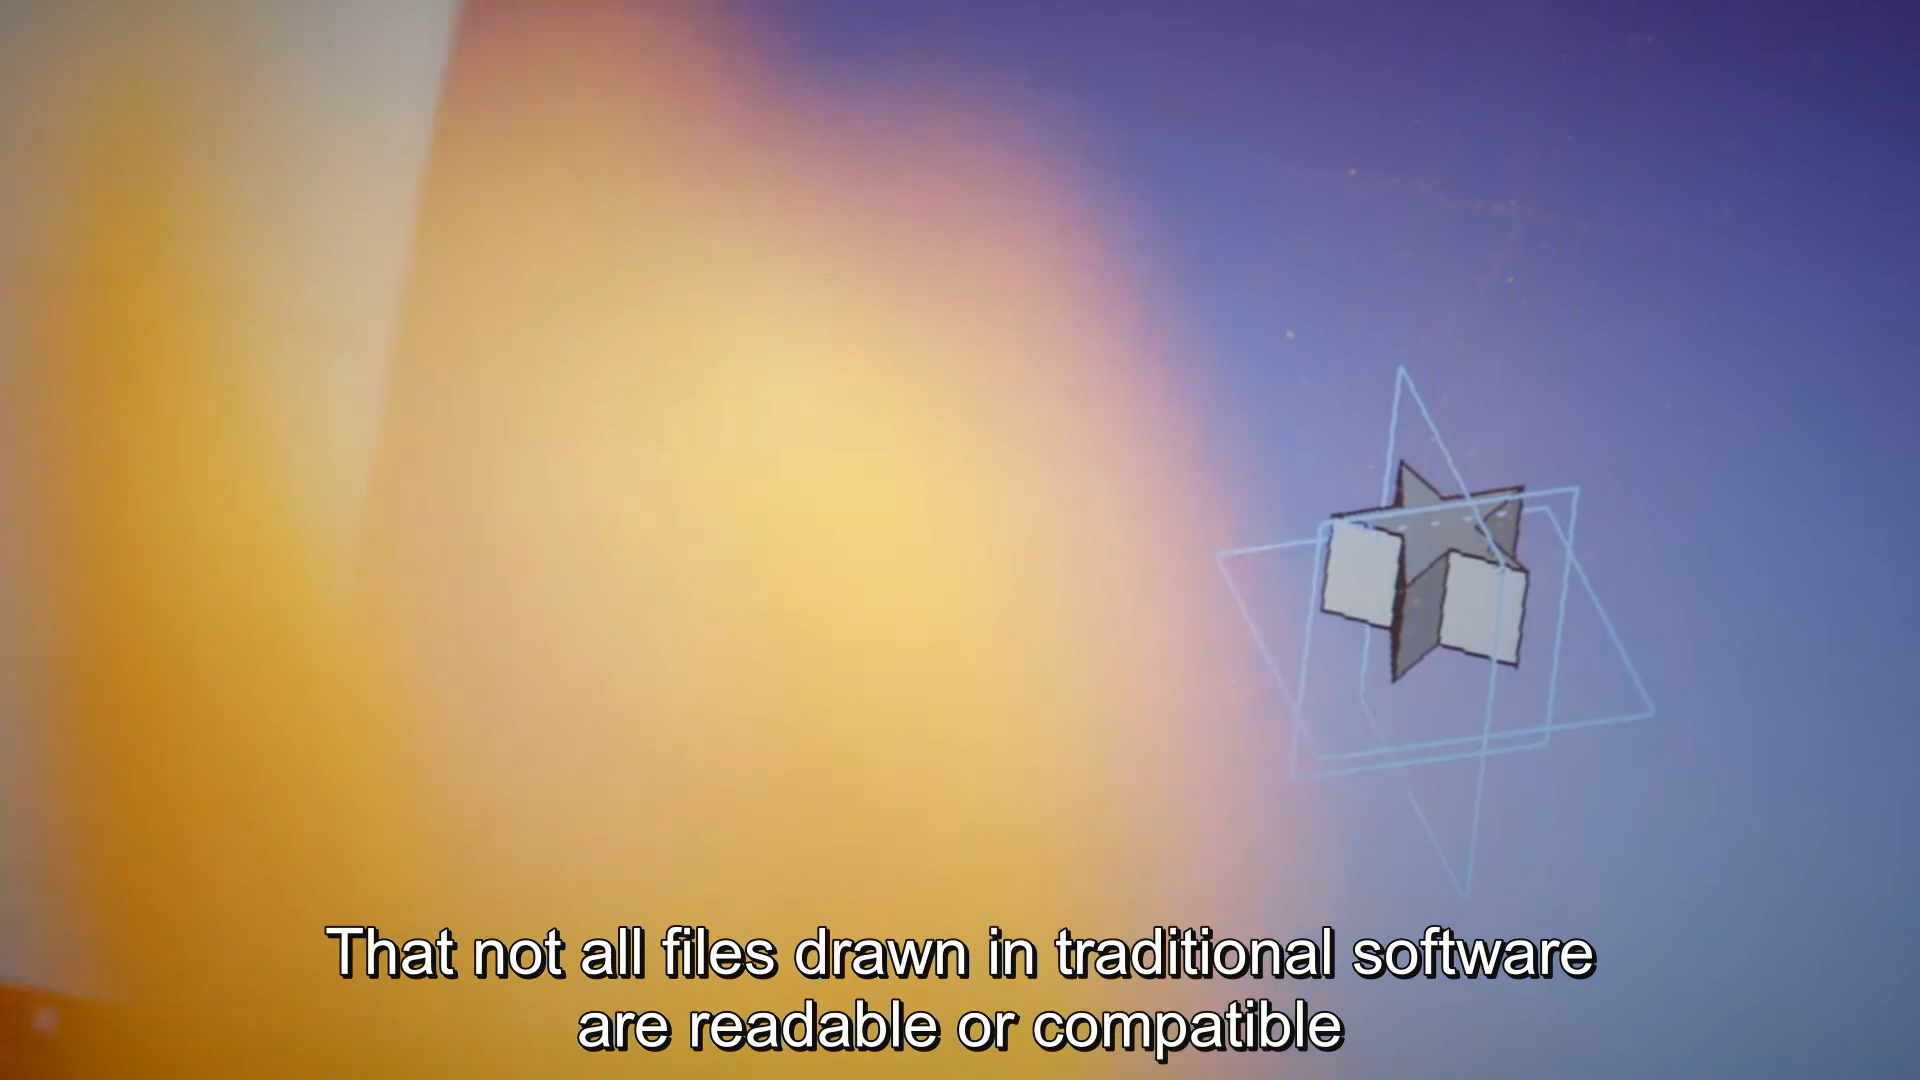 That not all files drawn in traditional software
are readable or compatible